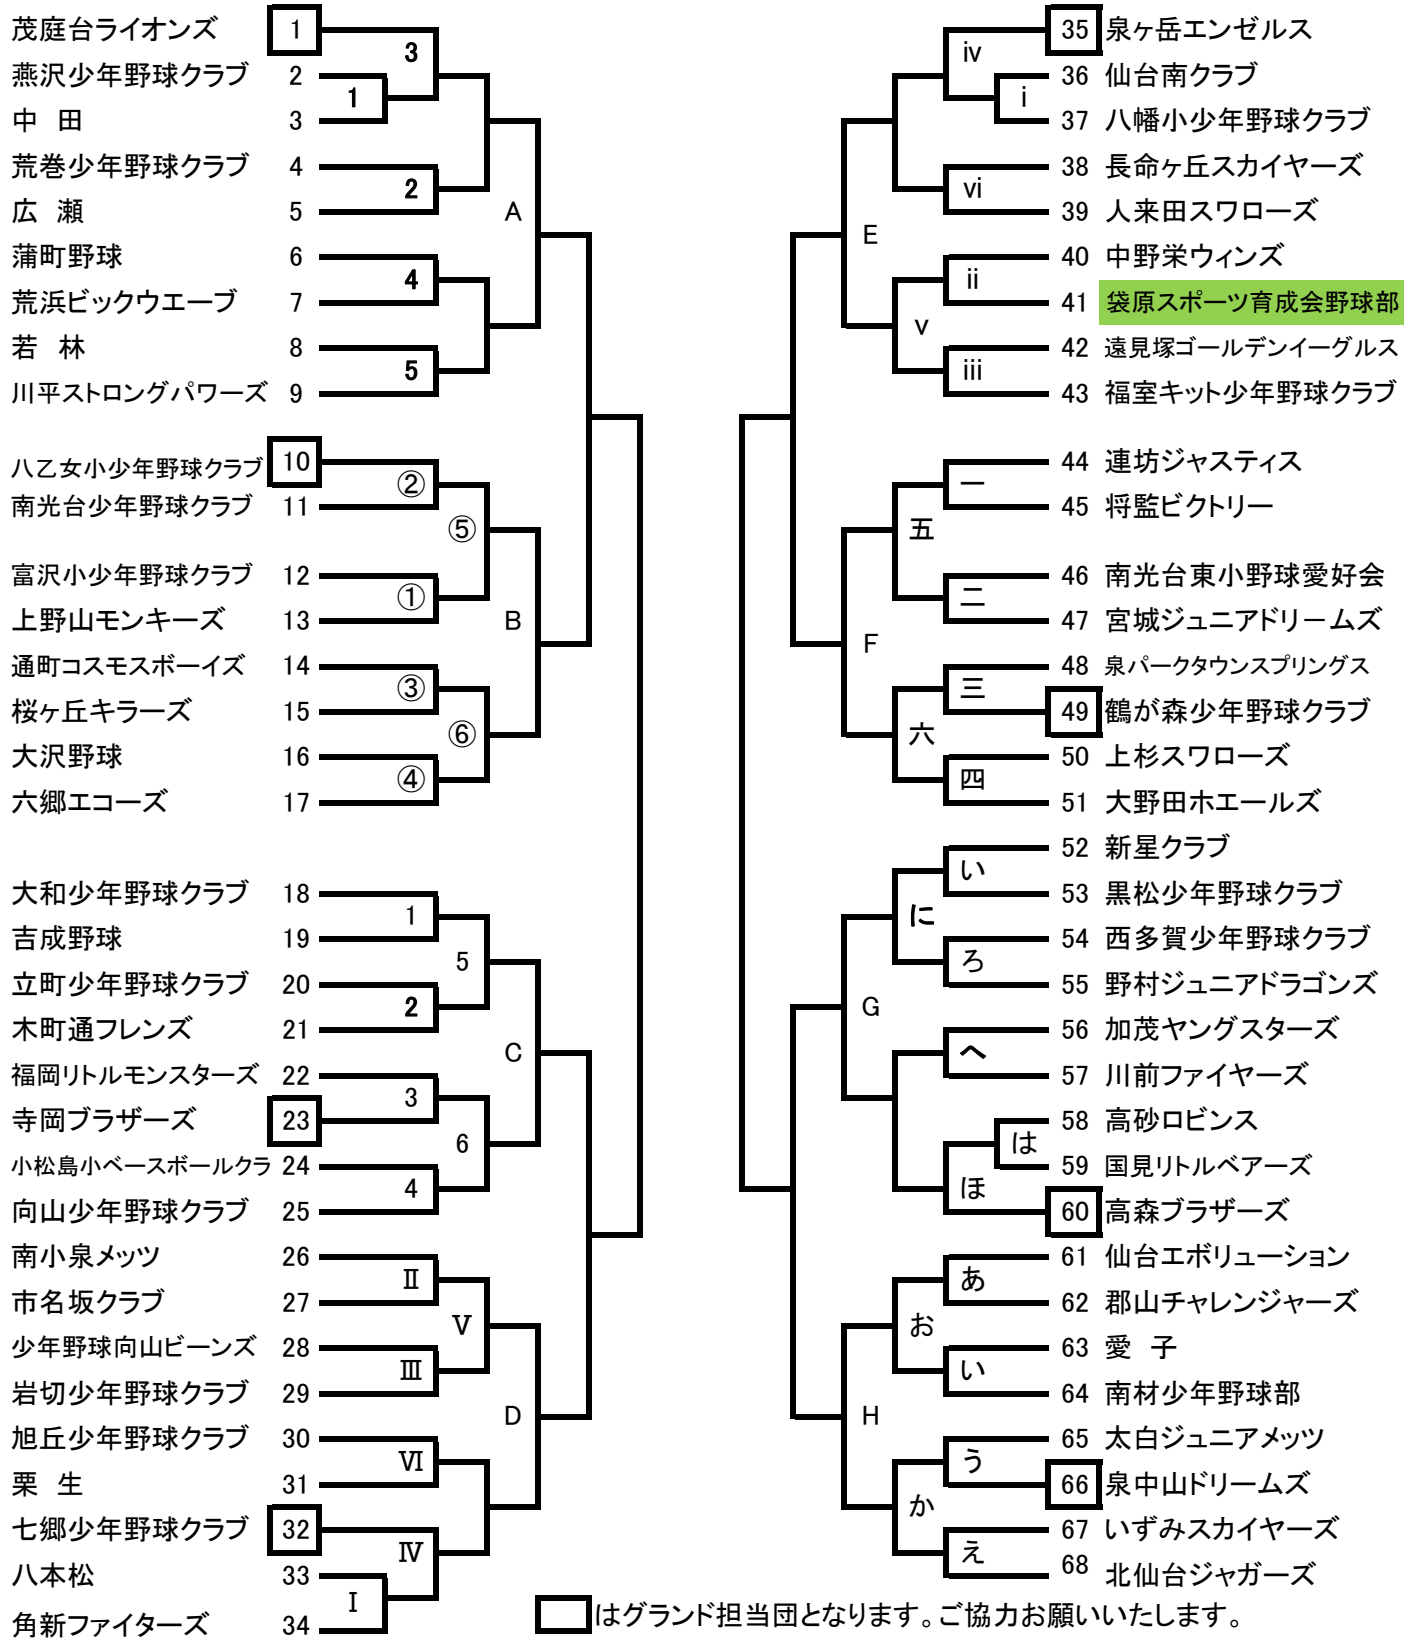 茂庭台ライオンズ 1
燕沢少年野球クラブ 2
中 田 3
荒巻少年野球クラブ 4
広 瀬 5
蒲町野球 6
荒浜ビックウエーブ 7
若 林 8
川平ストロングパワーズ 9
八乙女小少年野球クラブ 10
南光台少年野球クラブ 11
富沢小少年野球クラブ 12
上野山モンキーズ 13
通町コスモスボーイズ 14
桜ヶ丘キラーズ 15
大沢野球 16
六郷エコーズ 17
大和少年野球クラブ 18
吉成野球 19
立町少年野球クラブ 20
木町通フレンズ 21
福岡リトルモンスターズ 22
寺岡ブラザーズ 23
小松島小ベースボールクラ 24
向山少年野球クラブ 25
南小泉メッツ 26
市名坂クラブ 27
少年野球向山ビーンズ 28
岩切少年野球クラブ 29
旭丘少年野球クラブ 30
栗 生 31
七郷少年野球クラブ 32
八本松 33
角新ファイターズ 34
3
1
2
A
4
5
②
⑤
①
B
③
⑥
④
1
5
2
C
3
6
4
Ⅱ
Ⅴ
Ⅲ
D
Ⅵ
Ⅳ
Ⅰ
iv
i
vi
E
ii
v
iii
一
五
二
F
三
六
四
い
に
ろ
G
へ
は
ほ
あ
お
い
H
う
か
え
35 泉ヶ岳エンゼルス
36 仙台南クラブ
37 八幡小少年野球クラブ
38 長命ヶ丘スカイヤーズ
39 人来田スワローズ
40 中野栄ウィンズ
41 袋原スポーツ育成会野球部
42 遠見塚ゴールデンイーグルス
43 福室キット少年野球クラブ
44 連坊ジャスティス
45 将監ビクトリー
46 南光台東小野球愛好会
47 宮城ジュニアドリームズ
48 泉パークタウンスプリングス
49 鶴が森少年野球クラブ
50 上杉スワローズ
51 大野田ホエールズ
52 新星クラブ
53 黒松少年野球クラブ
54 西多賀少年野球クラブ
55 野村ジュニアドラゴンズ
56 加茂ヤングスターズ
57 川前ファイヤーズ
58 高砂ロビンス
59 国見リトルベアーズ
60 高森ブラザーズ
61 仙台エボリューション
62 郡山チャレンジャーズ
63 愛 子
64 南材少年野球部
65 太白ジュニアメッツ
66 泉中山ドリームズ
67 いずみスカイヤーズ
68 北仙台ジャガーズ
はグランド担当団となります。ご協力お願いいたします。